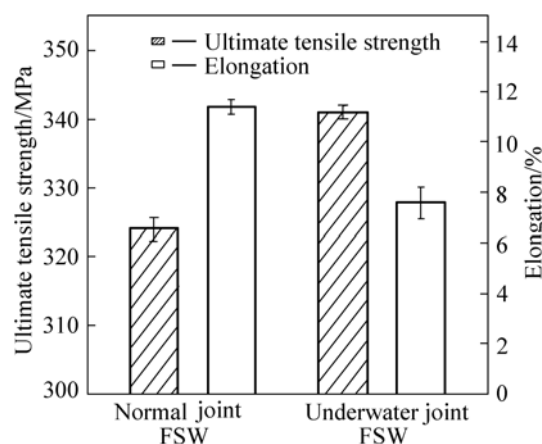 Ultimate tensile strength/MPa
350
340
330
320
310
300
Ultimate tensile strength
Elongation
14
12
10
8
6
4
2
0
Elongation/%
Normal joint
FSW
Underwater joint
FSW